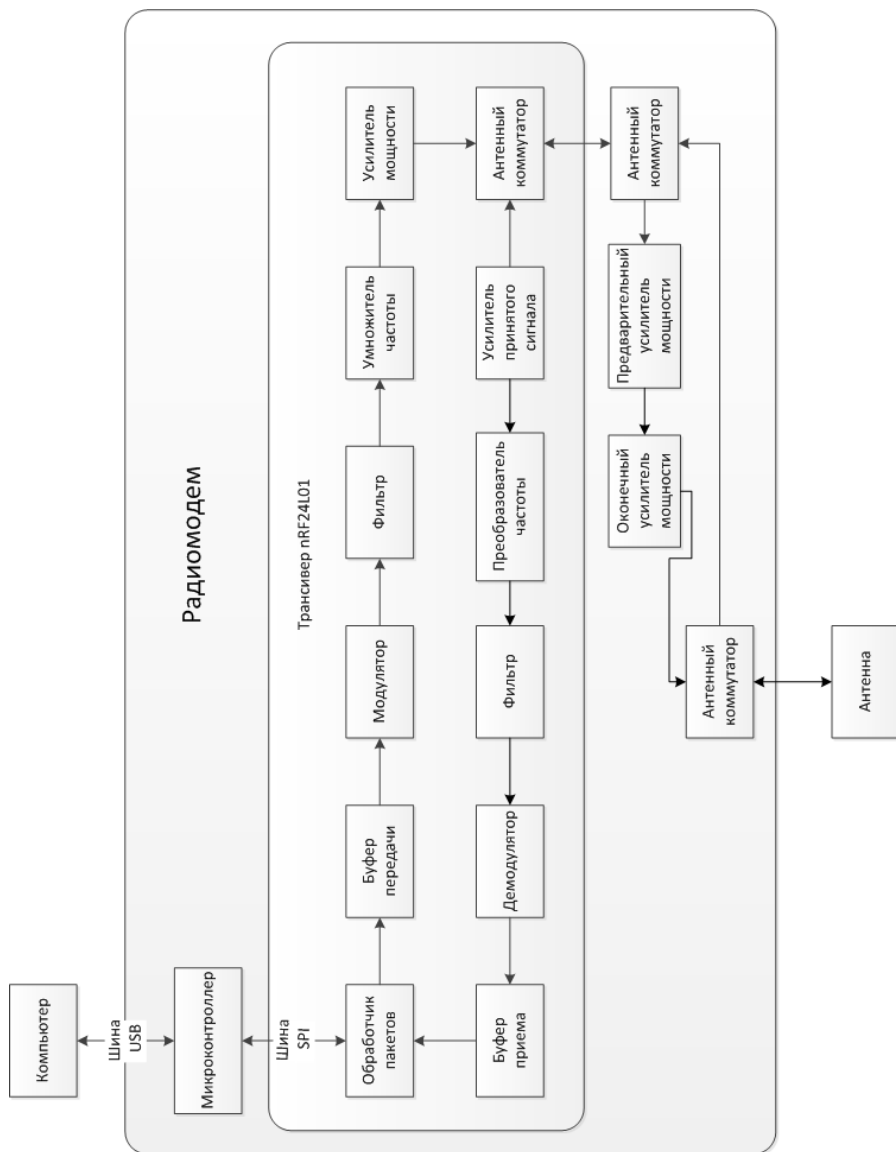 Компьютер
Шина
USB
Радиомодем
Микроконтроллер
Шина
SPI
Трансивер nRF24L01
Обработчик
пакетов
Буфер
передачи
Модулятор
Фильтр
Умножитель
частоты
Усилитель
мощности
Буфер
приема
Демодулятор
Фильтр
Преобразователь
частоты
Усилитель
принятого
сигнала
Антенный
коммутатор
Антенный
коммутатор
Предварительный
усилитель
мощности
Оконечный
усилитель
мощности
Антенный
коммутатор
Антенна